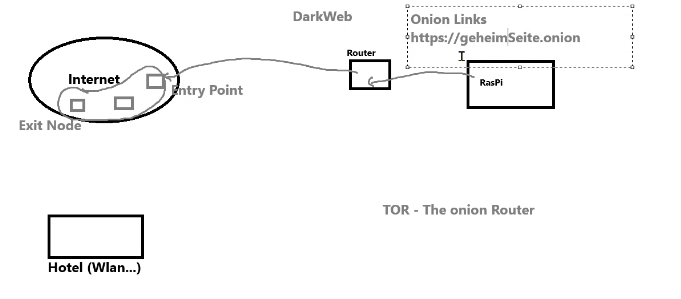 DarkWeb
Onion Links
https://geheimSeite.onion
Router
Internet
RasPi
Entry Point
Exit Node
TOR - The onion Router
Hotel (Wlan...)